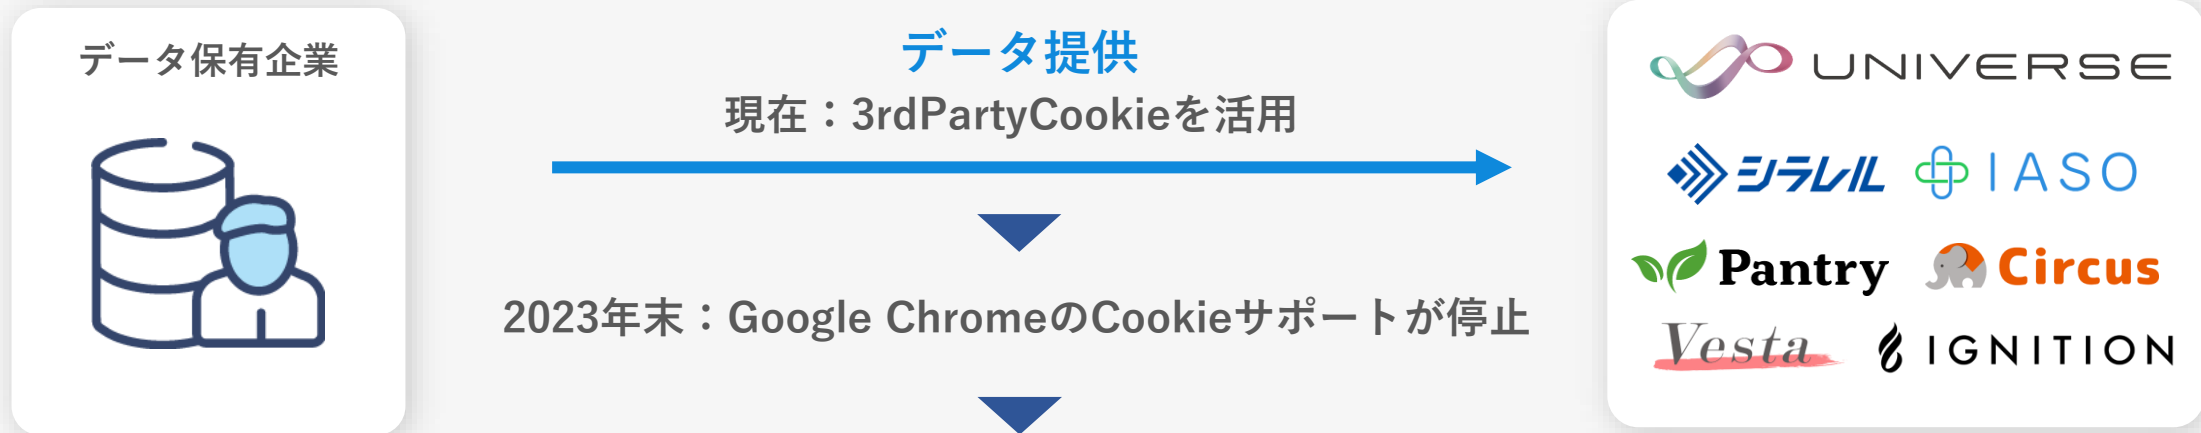 データ保有企業
データ提供
現在：3rdPartyCookieを活用
2023年末：Google ChromeのCookieサポートが停止
UNIVERSE
シラレル IASO
Pantry Circus
Vesta IGNITION